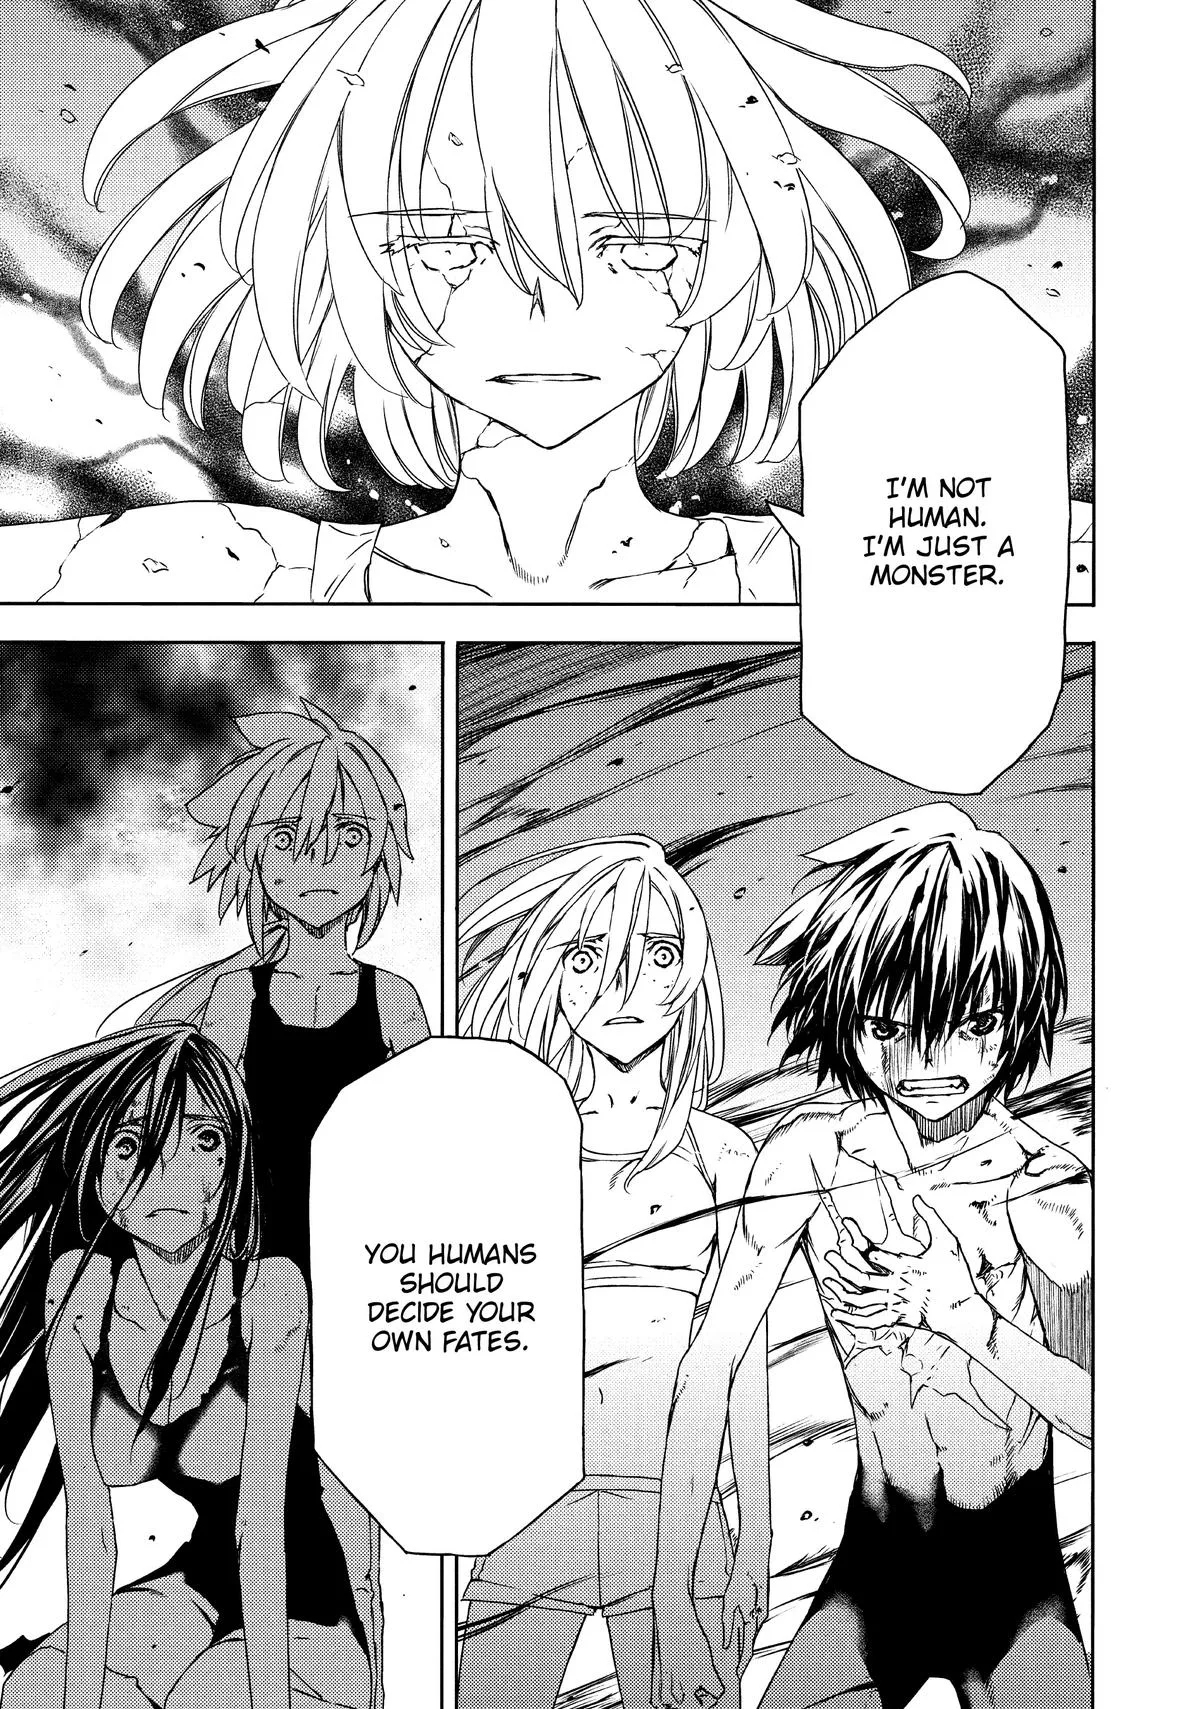 I'M NOT
HUMAN.
I'M JUST A
MONSTER.
YOU HUMANS
SHOULD
DECIDE YOUR
OWN FATES.